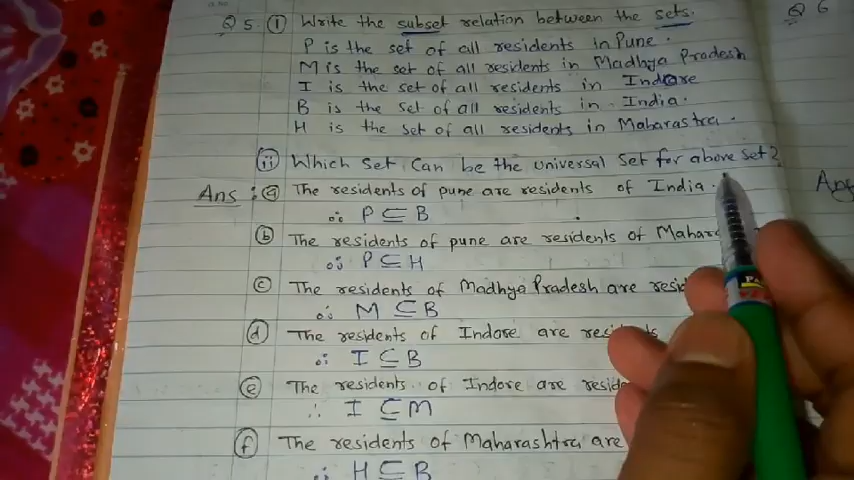 Q 5. (i) Write the subset relation between the sets.
P is the set of all residents in Pune.
M is the set of all residents in Madhya Pradesh
I is the set of all residents in Indore
B is the set of all residents in India.
H is the set of all residents in Maharastra.
(ii) Which set can be the universal set for above set?
Ans: (a) The residents of pune are residents of India.
∴ P ⊆ B
(b) The residents of pune are residents of
∴ P ⊆ H
(c) The residents of Madhya Pradesh are
∴ M ⊆ B
(d) The residents of Indore are
∴ I ⊆ B
(e) The residents of Indore are
∴ I ⊆ M
(f) The residents of Maharashtra are
∴ H ⊆ B
Q 6
Ans